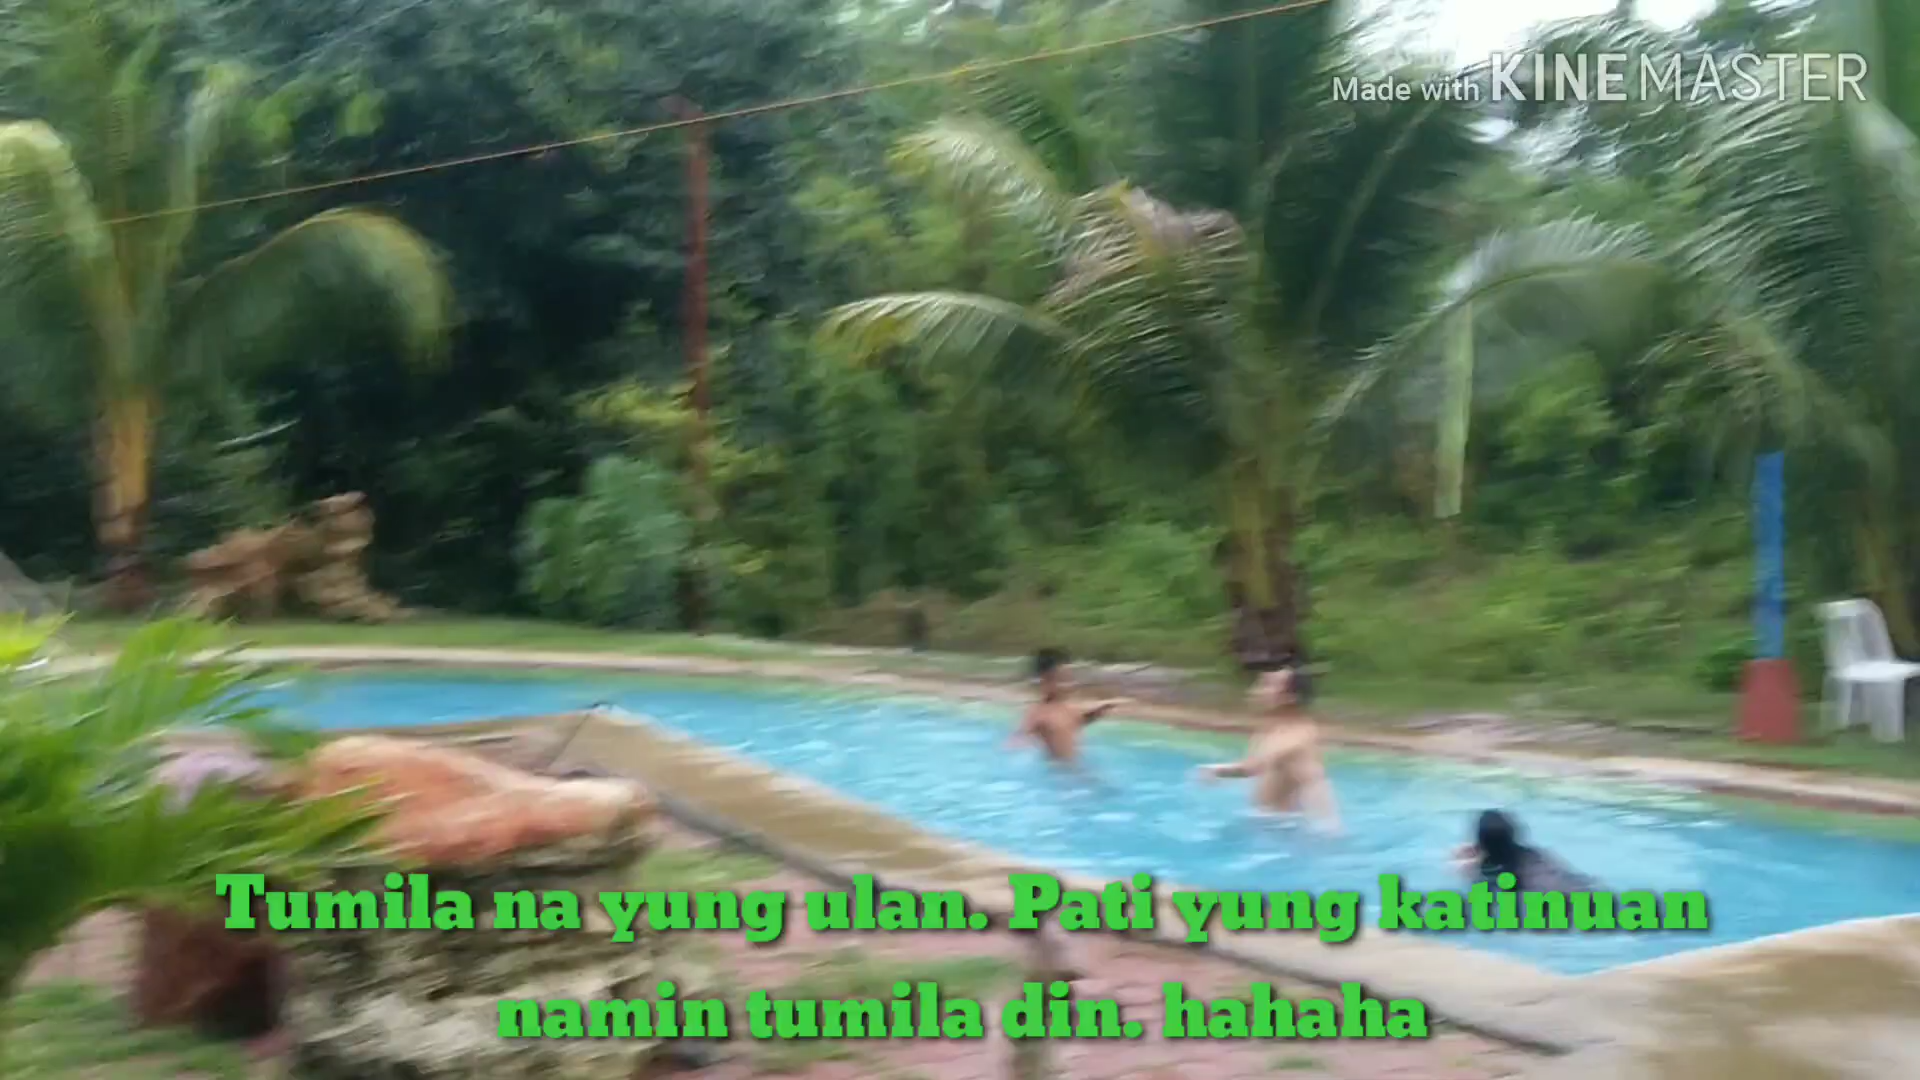 Made with KINEMASTER
Tumila na yung ulan. Pati yung katinuan
namin tumila din. hahaha